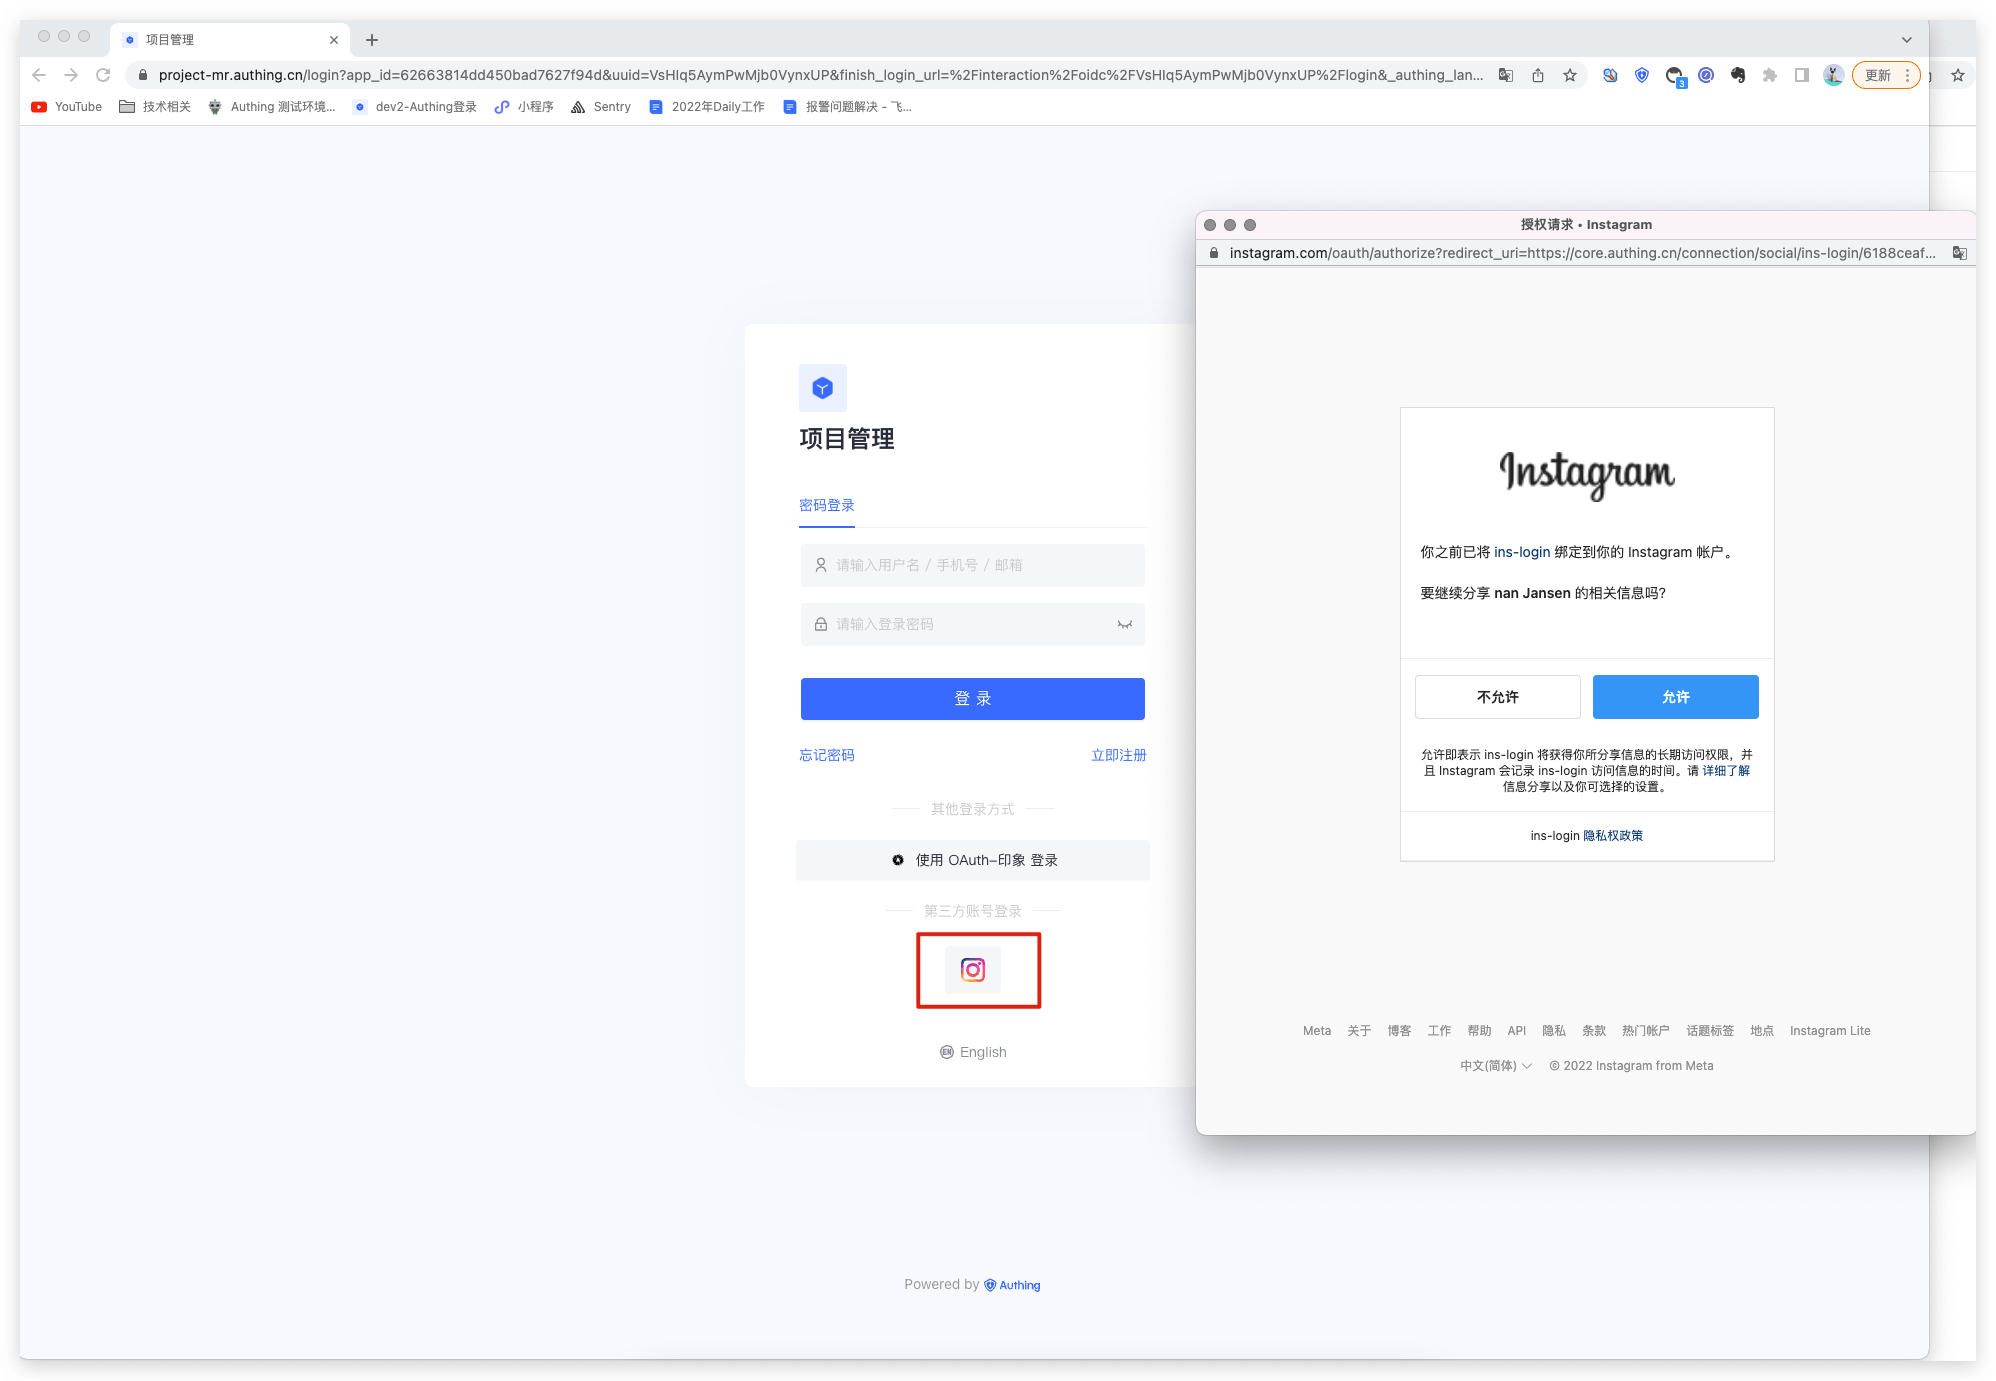 项目管理
project-mr.authing.cn/login?app_id=62663814dd450bad7627f94d&uuid=VsHIq5AymPwMjb0VynxUP&finish_login_url=%2Finteraction%2Foidc%2FVsHIq5AymPwMjb0VynxUP%2Flogin&_authing_lan...
3
更新
YouTube
技术相关
Authing 测试环境...
dev2-Authing登录
小程序
Sentry
2022年Daily工作
报警问题解决 - 飞...
项目管理
密码登录
请输入用户名 / 手机号 / 邮箱
请输入登录密码
登 录
忘记密码
立即注册
其他登录方式
使用 OAuth-印象 登录
第三方账号登录
EN English
Powered by Authing
授权请求 • Instagram
instagram.com/oauth/authorize?redirect_uri=https://core.authing.cn/connection/social/ins-login/6188ceaf...
Instagram
你之前已将 ins-login 绑定到你的 Instagram 帐户。
要继续分享 nan Jansen 的相关信息吗?
不允许
允许
允许即表示 ins-login 将获得你所分享信息的长期访问权限，并
且 Instagram 会记录 ins-login 访问信息的时间。请 详细了解
信息分享以及你可选择的设置。
ins-login 隐私权政策
Meta 关于 博客 工作 帮助 API 隐私 条款 热门帐户 话题标签 地点 Instagram Lite
中文(简体) © 2022 Instagram from Meta